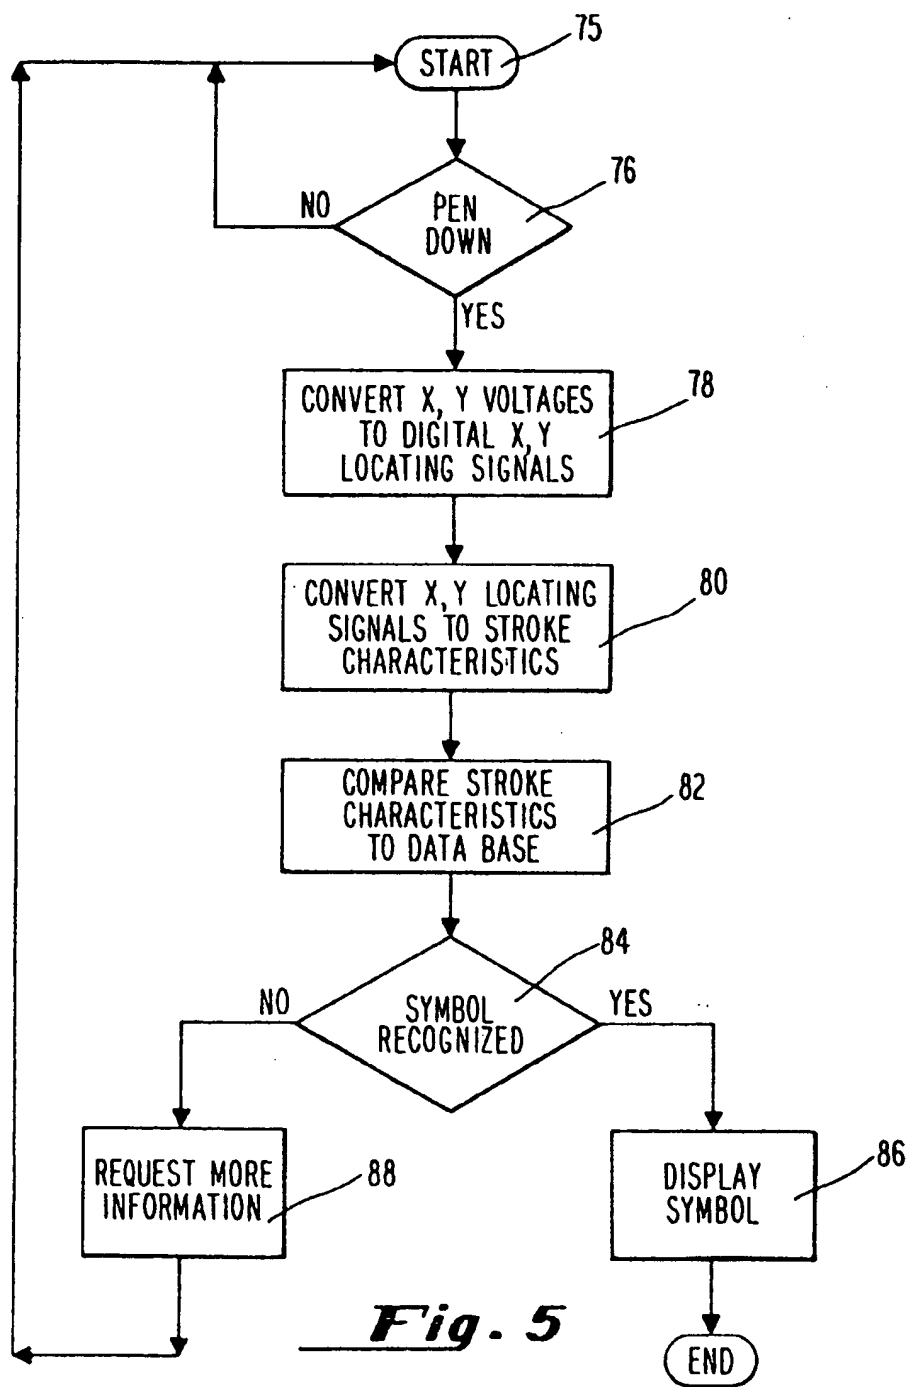 75
START
76
NO
PEN
DOWN
YES
78
CONVERT X, Y VOLTAGES
TO DIGITAL X, Y
LOCATING SIGNALS
80
CONVERT X, Y LOCATING
SIGNALS TO STROKE
CHARACTERISTICS
82
COMPARE STROKE
CHARACTERISTICS
TO DATA BASE
84
NO
YES
SYMBOL
RECOGNIZED
REQUEST MORE
INFORMATION
88
DISPLAY
SYMBOL
86
Fig. 5
END